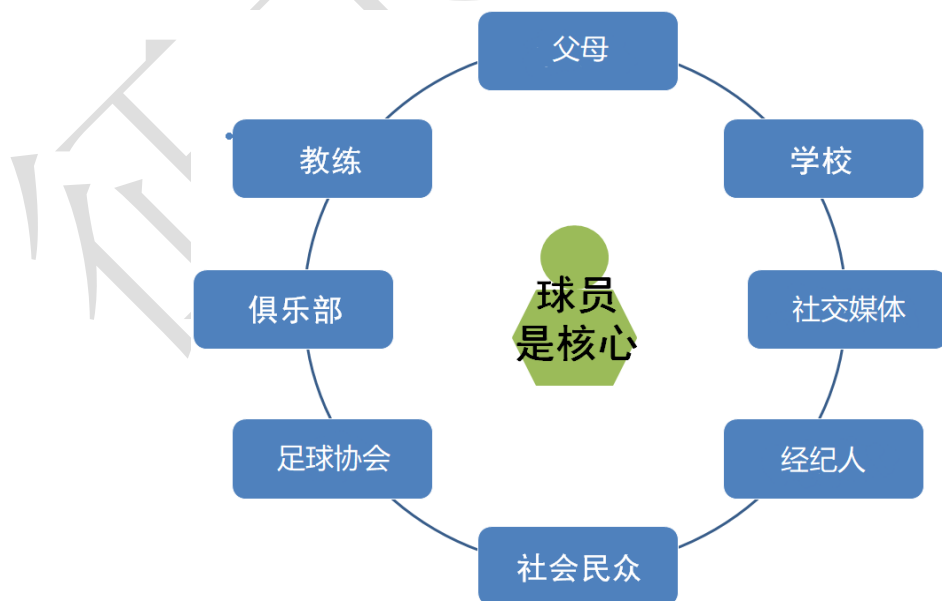 父母
教练
学校
球员
是核心
俱乐部
社交媒体
足球协会
经纪人
社会民众